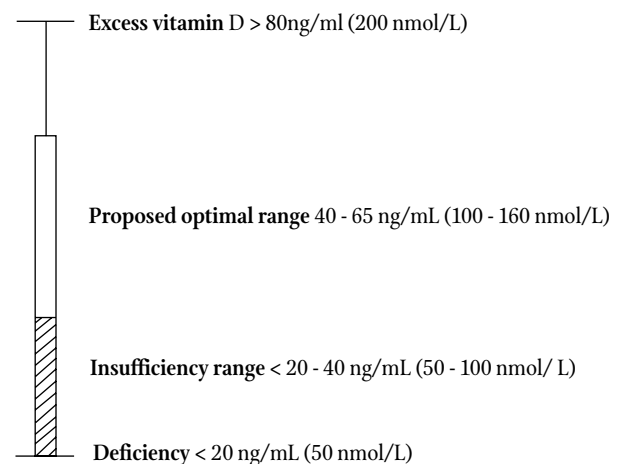 Excess vitamin D > 80ng/ml (200 nmol/L)
Proposed optimal range 40 - 65 ng/mL (100 - 160 nmol/L)
Insufficiency range < 20 - 40 ng/mL (50 - 100 nmol/ L)
Deficiency < 20 ng/mL (50 nmol/L)